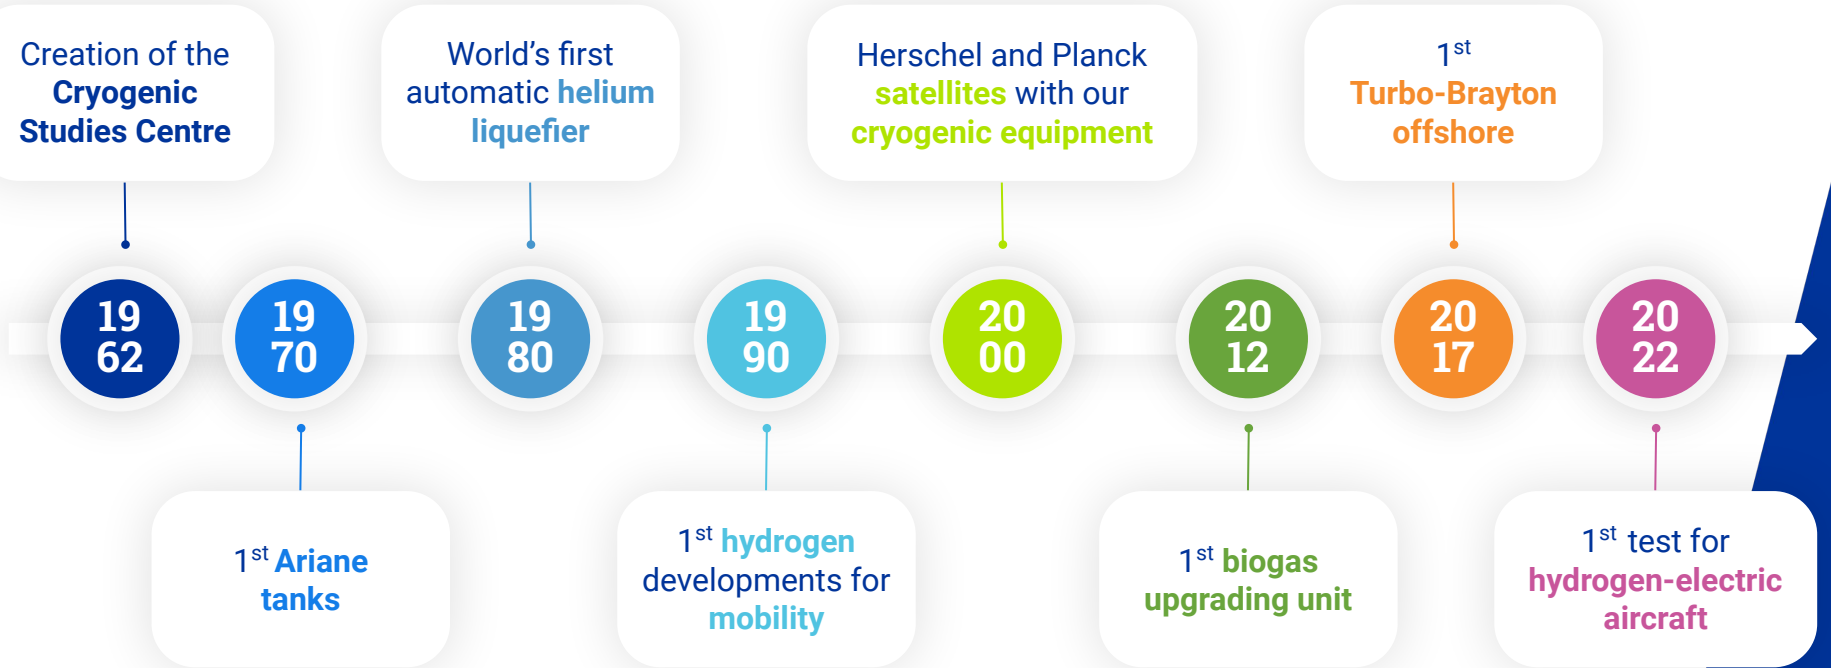 Creation of the
Cryogenic
Studies Centre
World’s first
automatic helium
liquefier
Herschel and Planck
satellites with our
cryogenic equipment
1st
Turbo-Brayton
offshore
19
62
19
70
19
80
19
90
20
00
20
12
20
17
20
22
1st Ariane
tanks
1st hydrogen
developments for
mobility
1st biogas
upgrading unit
1st test for
hydrogen-electric
aircraft